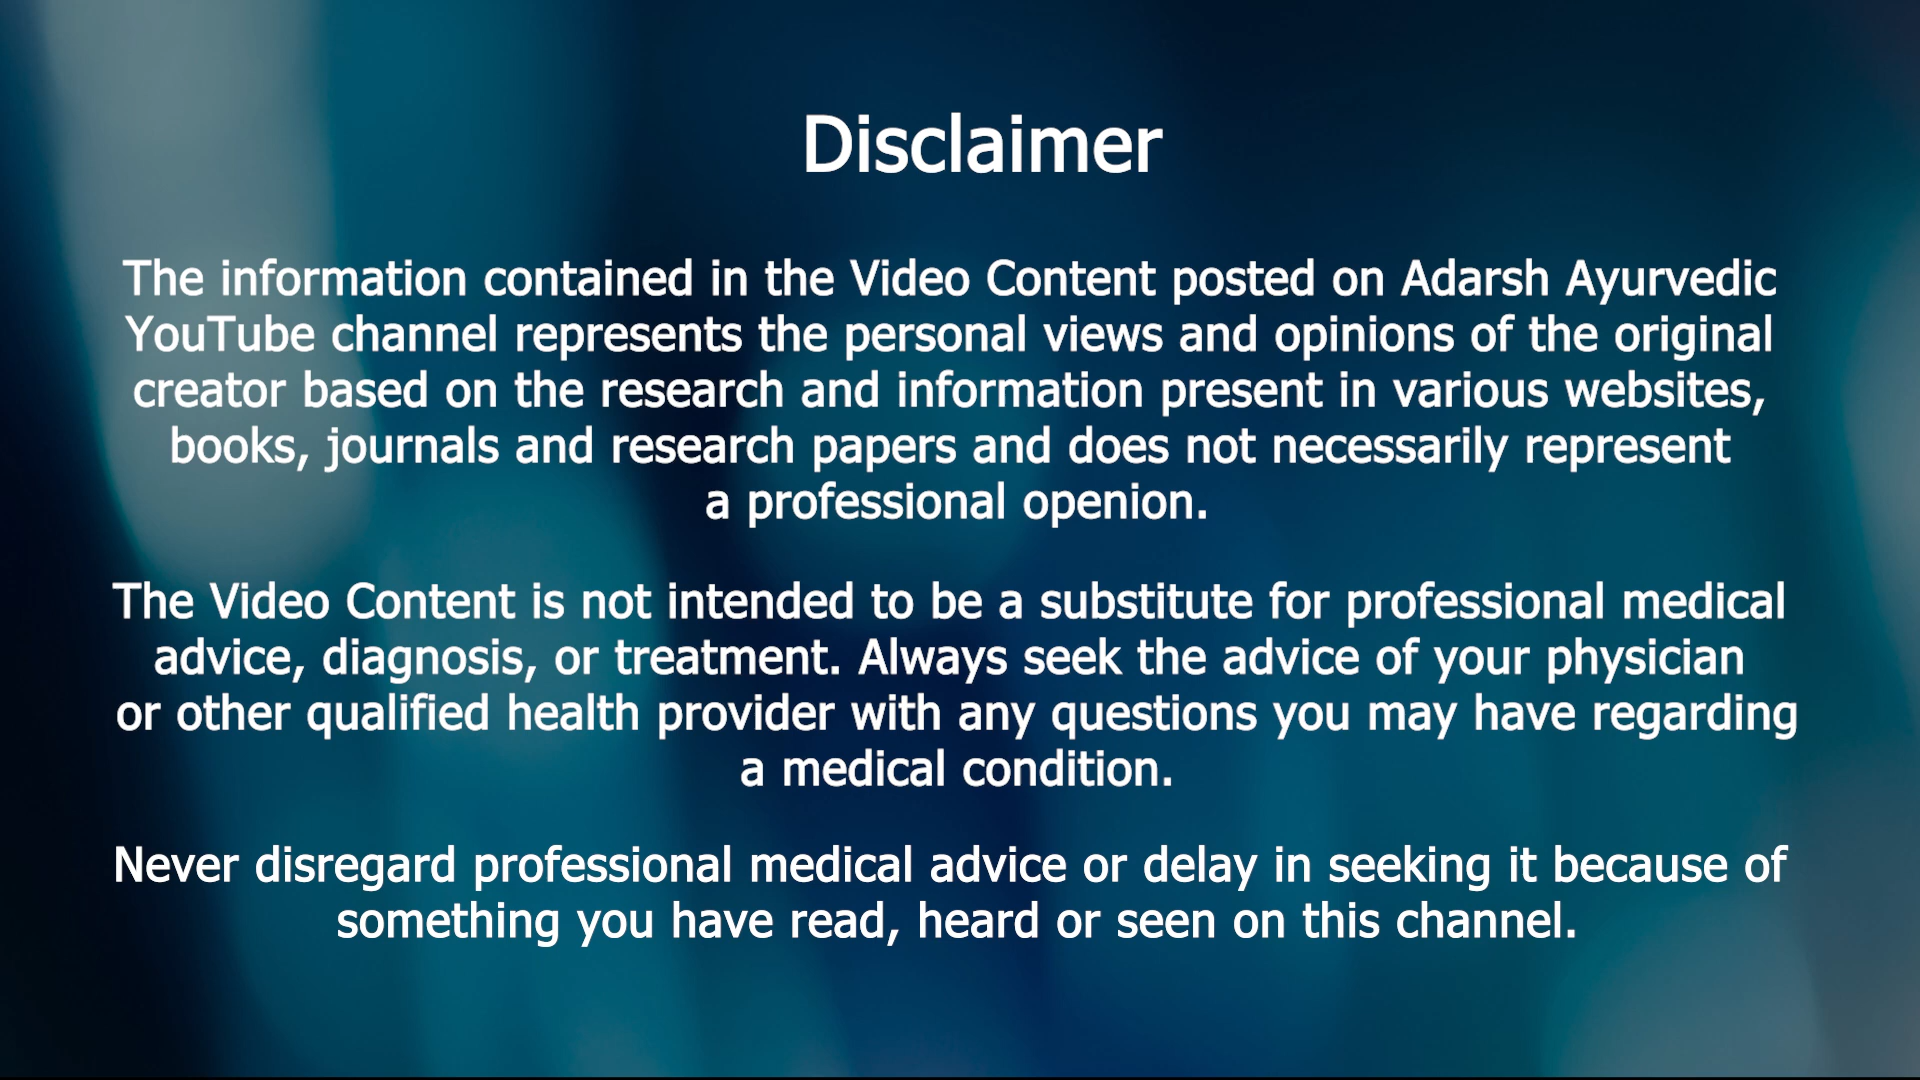 Disclaimer
The information contained in the Video Content posted on Adarsh Ayurvedic
YouTube channel represents the personal views and opinions of the original
creator based on the research and information present in various websites,
books, journals and research papers and does not necessarily represent
a professional openion.
The Video Content is not intended to be a substitute for professional medical
advice, diagnosis, or treatment. Always seek the advice of your physician
or other qualified health provider with any questions you may have regarding
a medical condition.
Never disregard professional medical advice or delay in seeking it because of
something you have read, heard or seen on this channel.